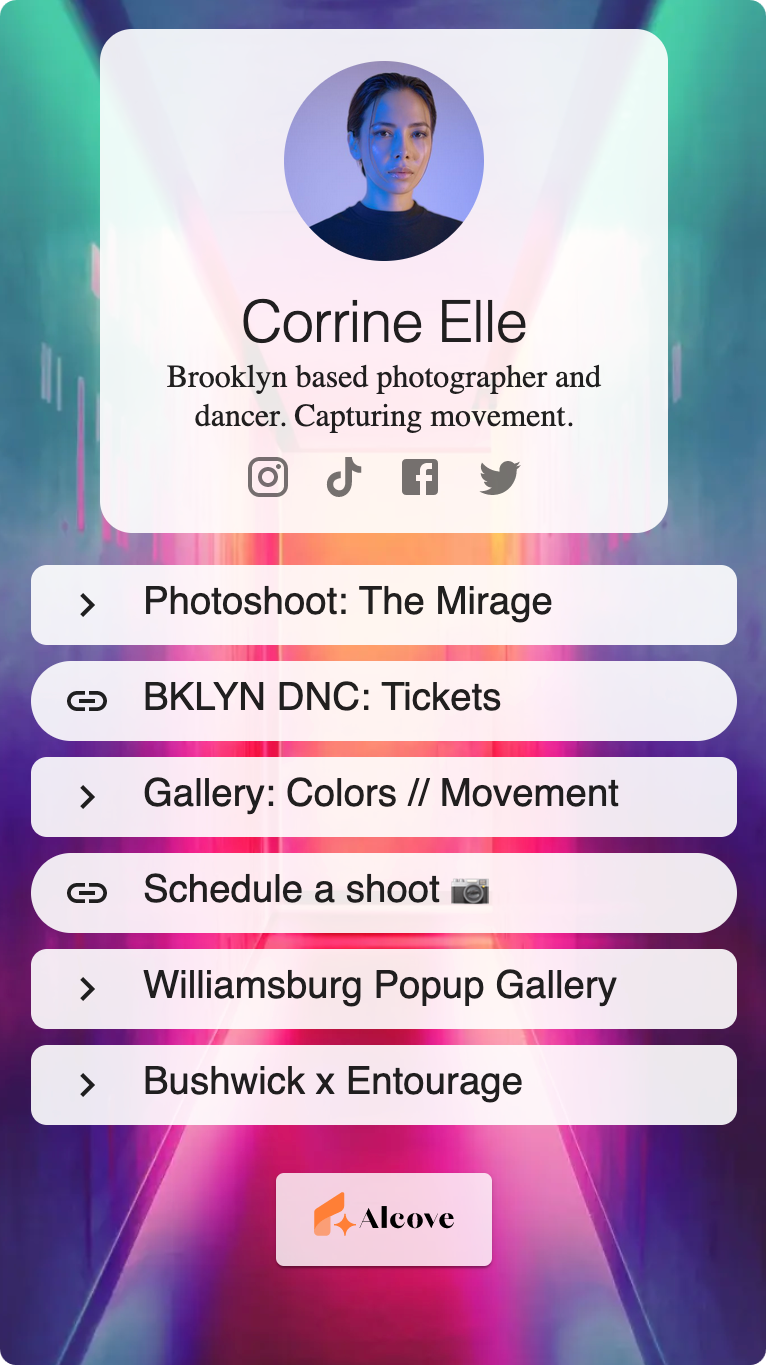 Corrine Elle
Brooklyn based photographer and
dancer. Capturing movement.
Photoshoot: The Mirage
BKLYN DNC: Tickets
Gallery: Colors // Movement
Schedule a shoot 📷
Williamsburg Popup Gallery
Bushwick x Entourage
Alcove